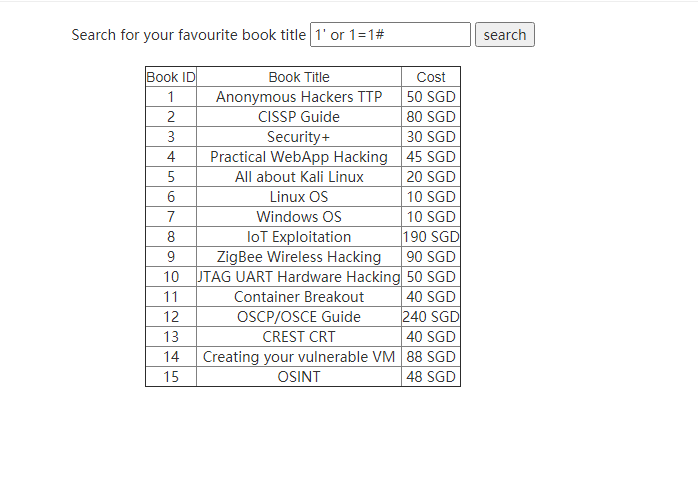 Search for your favourite book title 1' or 1=1# search
Book ID Book Title Cost
1 Anonymous Hackers TTP 50 SGD
2 CISSP Guide 80 SGD
3 Security+ 30 SGD
4 Practical WebApp Hacking 45 SGD
5 All about Kali Linux 20 SGD
6 Linux OS 10 SGD
7 Windows OS 10 SGD
8 IoT Exploitation 190 SGD
9 ZigBee Wireless Hacking 90 SGD
10 JTAG UART Hardware Hacking 50 SGD
11 Container Breakout 40 SGD
12 OSCP/OSCE Guide 240 SGD
13 CREST CRT 40 SGD
14 Creating your vulnerable VM 88 SGD
15 OSINT 48 SGD